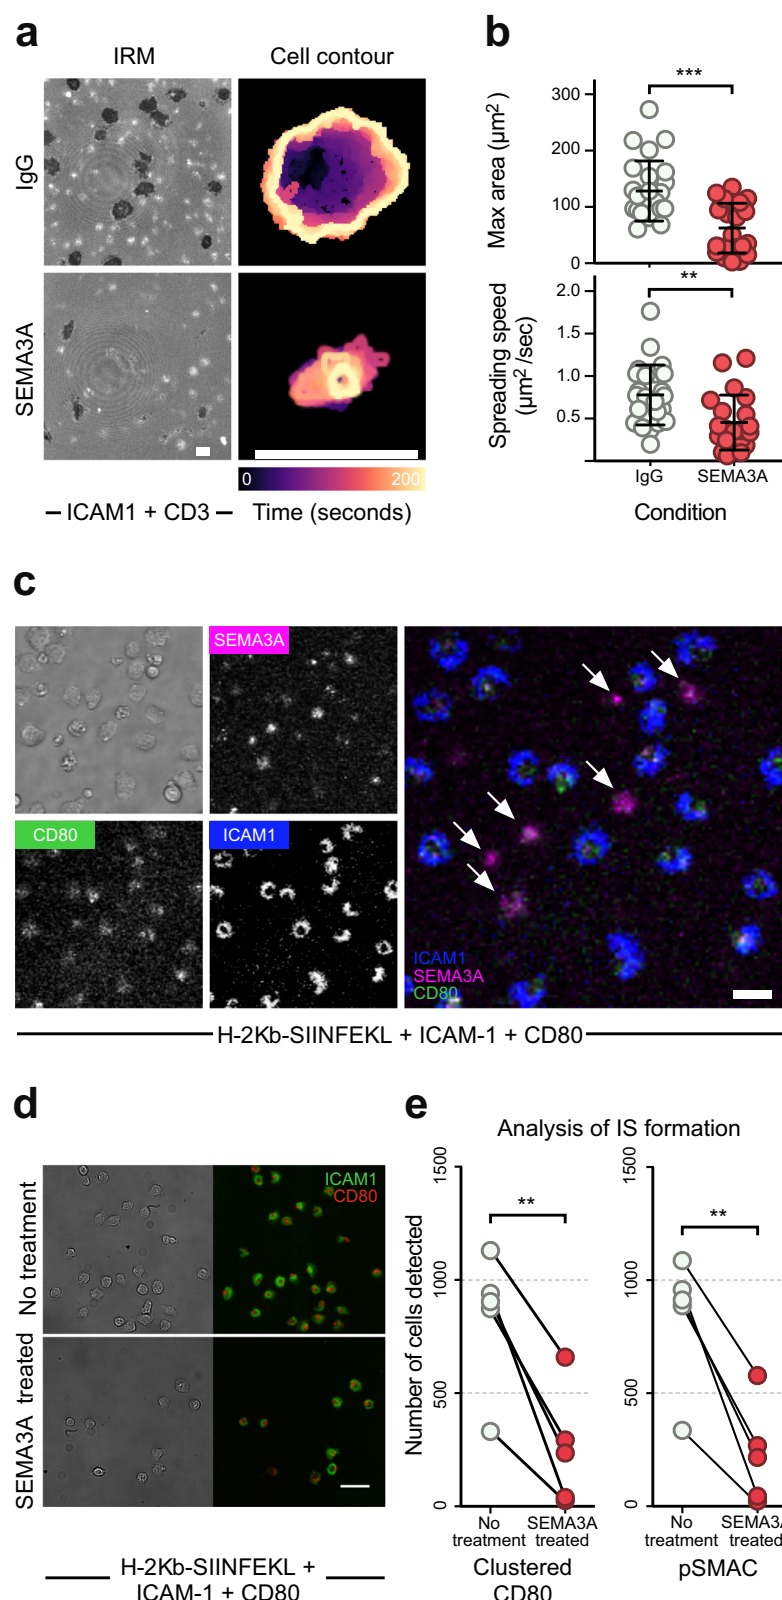 a
IRM
Cell contour
IgG
SEMA3A
0
200
ICAM1 + CD3
Time (seconds)
b
***
Max area (µm²)
300
200
100
0
**
Spreading speed
(µm²/sec)
2.0
1.5
1.0
0.5
IgG
SEMA3A
Condition
c
SEMA3A
CD80
ICAM1
ICAM1
SEMA3A
CD80
H-2Kb-SIINFEKL + ICAM-1 + CD80
d
No treatment
SEMA3A treated
ICAM1
CD80
H-2Kb-SIINFEKL +
ICAM-1 + CD80
e
Analysis of IS formation
Number of cells detected
1500
1000
500
0
**
No
treatment
SEMA3A
treated
Clustered
CD80
1500
1000
500
0
**
No
treatment
SEMA3A
treated
pSMAC